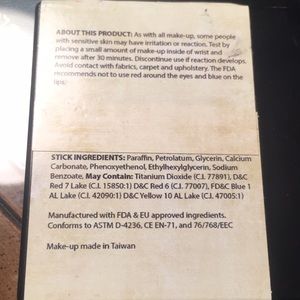 ABOUT THIS PRODUCT: As with all make-up, some people
with sensitive skin may have irritation or reaction. Test by
placing a small amount of make-up inside of wrist and
remove after 30 minutes. Discontinue use if reaction develops.
Avoid contact with fabrics, carpet and upholstery. The FDA
recommends not to use red around the eyes and blue on the
lips.
STICK INGREDIENTS: Paraffin, Petrolatum, Glycerin, Calcium
Carbonate, Phenoxyethenol, Ethylhexylglycerin, Sodium
Benzoate, May Contain: Titanium Dioxide (C.I. 77891), D&C
Red 7 Lake (C.I. 15850:1) D&C Red 6 (C.I. 77007), FD&C Blue 1
AL Lake (C.I. 42090:1) D&C Yellow 10 AL Lake (C.I. 47005:1)
Manufactured with FDA & EU approved ingredients.
Conforms to ASTM D-4236, CE EN-71, and 76/768/EEC
Make-up made in Taiwan